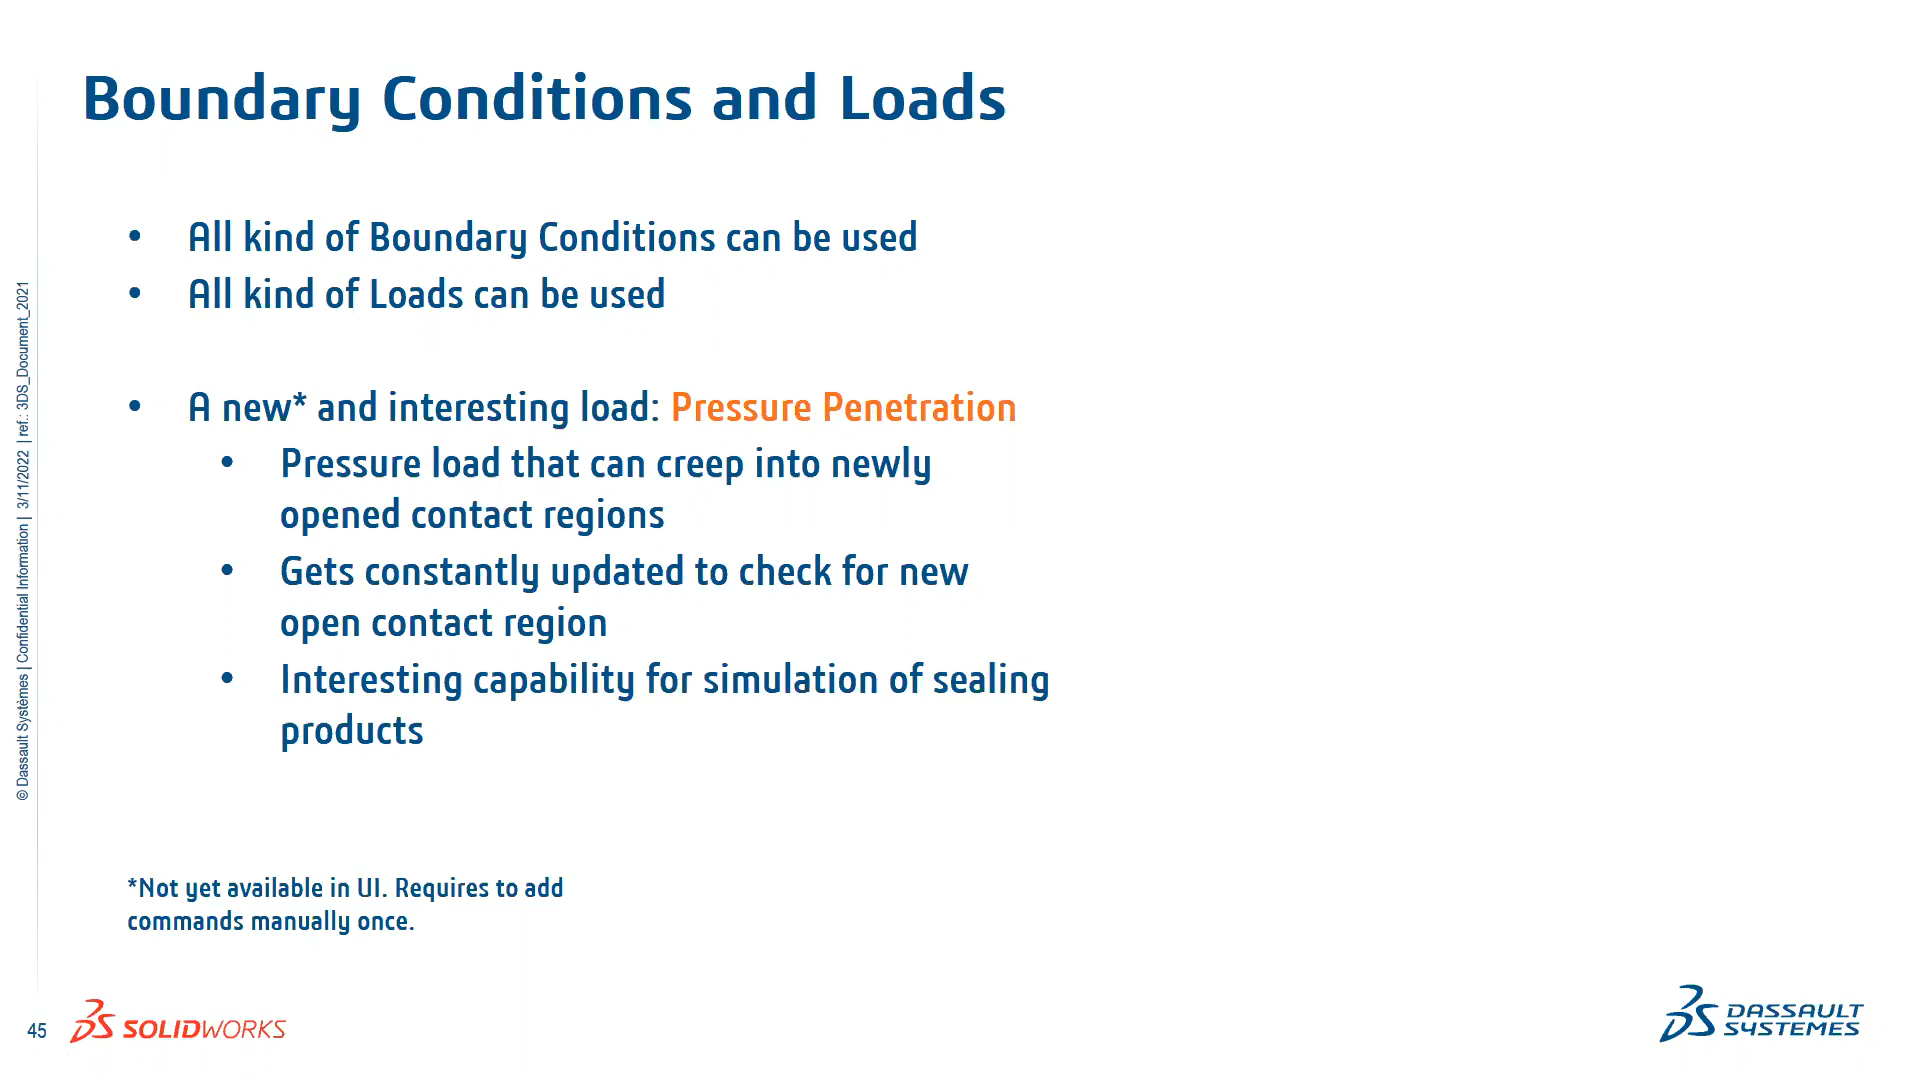 Boundary Conditions and Loads
• All kind of Boundary Conditions can be used
• All kind of Loads can be used
• A new* and interesting load: Pressure Penetration
• Pressure load that can creep into newly
opened contact regions
• Gets constantly updated to check for new
open contact region
• Interesting capability for simulation of sealing
products
*Not yet available in UI. Requires to add
commands manually once.
© Dassault Systèmes | Confidential Information | 3/11/2022 | ref.: 3DS_Document_2021
45
SOLIDWORKS
DASSAULT
SYSTEMES